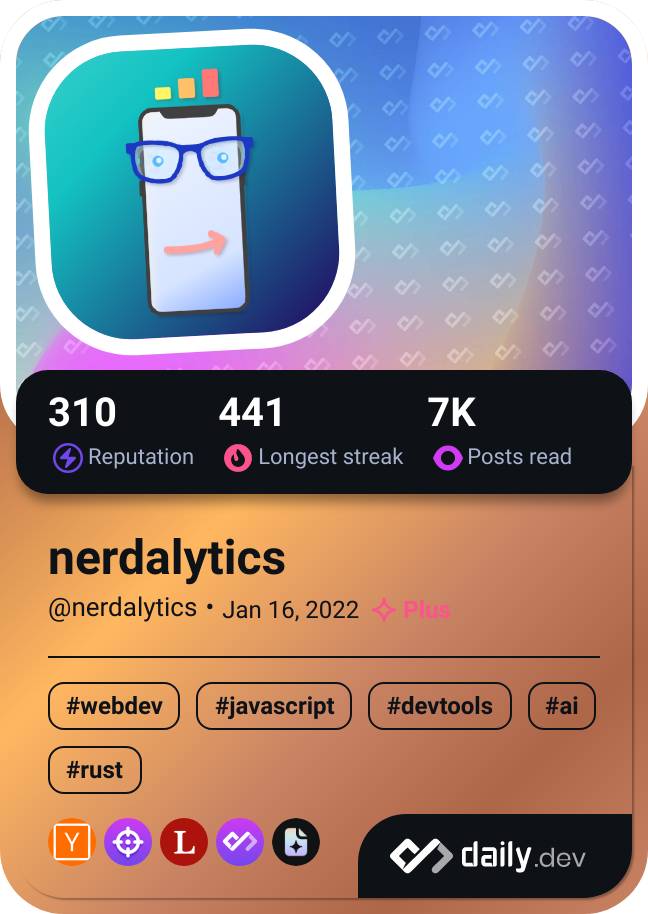 310 441 7K
Reputation Longest streak Posts read
nerdalytics
@nerdalytics • Jan 16, 2022 Plus
#webdev #javascript #devtools #ai
#rust
Y L daily.dev